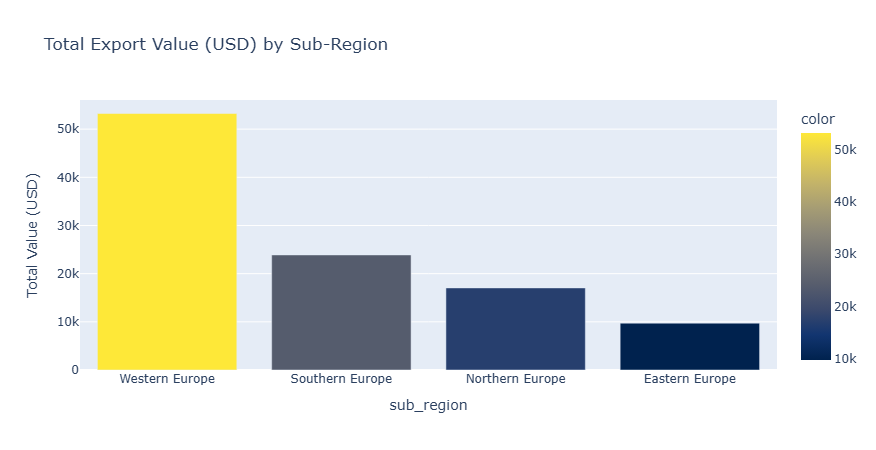 Total Export Value (USD) by Sub-Region
Total Value (USD)
50k
40k
30k
20k
10k
0
Western Europe
Southern Europe
Northern Europe
Eastern Europe
sub_region
color
50k
40k
30k
20k
10k